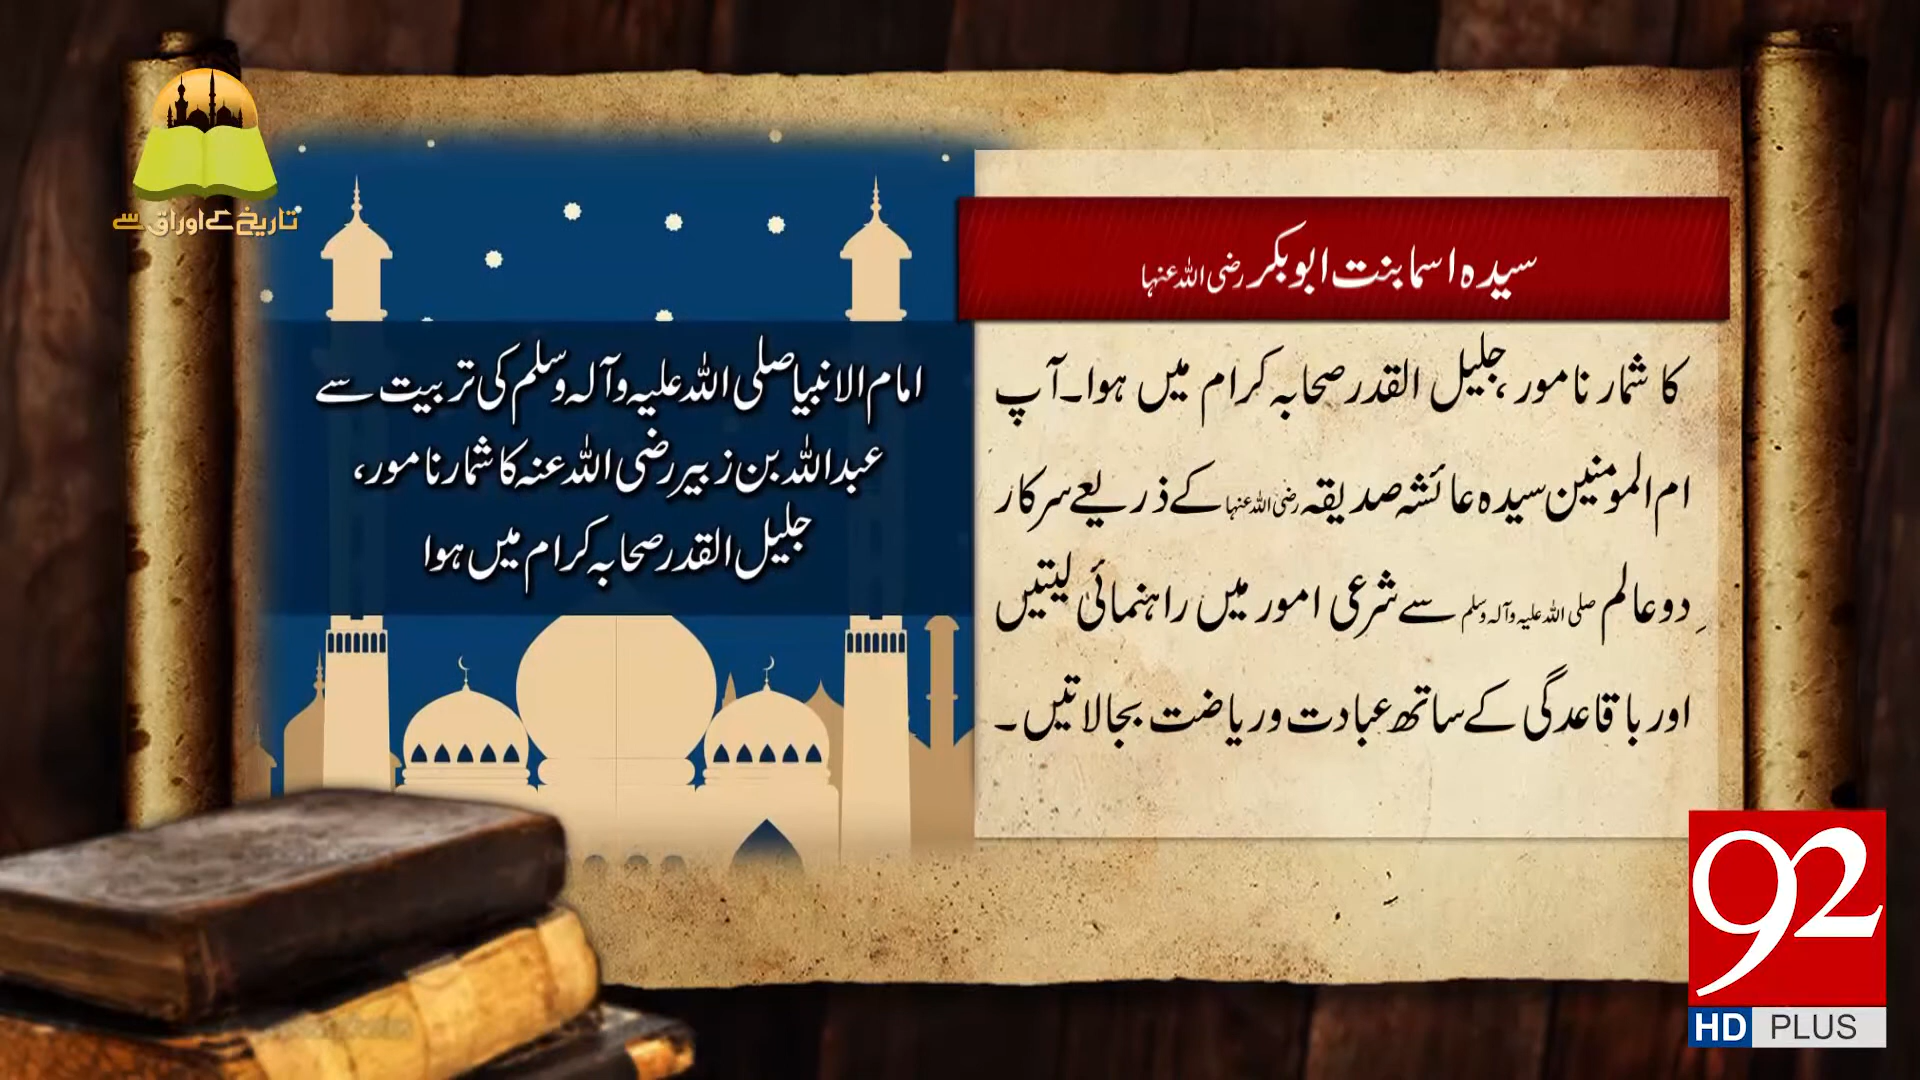 تاریخ کے اوراق سے
سیدہ اسما بنت ابوبکر رضی اللہ عنہا
کا شمار نامور، جلیل القدر صحابہ کرام میں ہوا۔ آپ
ام المومنین سیدہ عائشہ صدیقہ رضی اللہ عنہا کے ذریعے سرکار
دو عالم صلی اللہ علیہ وآلہ وسلم سے شرعی امور میں راہنمائی لیتیں
اور باقاعدگی کے ساتھ عبادت و ریاضت بجا لاتیں۔
امام الانبیا صلی اللہ علیہ وآلہ وسلم کی تربیت سے
عبداللہ بن زبیر رضی اللہ عنہ کا شمار نامور،
جلیل القدر صحابہ کرام میں ہوا
92
HD PLUS